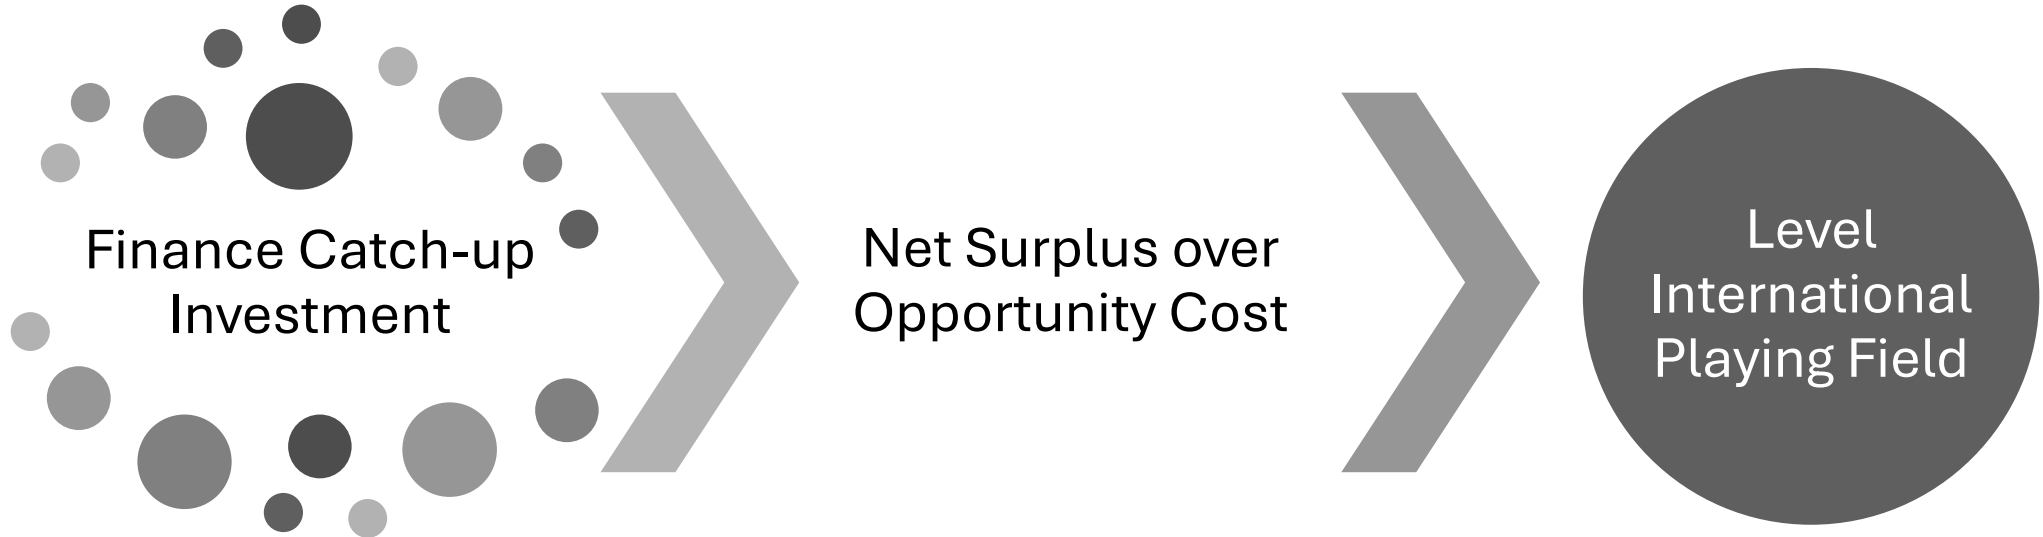 Finance Catch-up
Investment
Net Surplus over
Opportunity Cost
Level
International
Playing Field